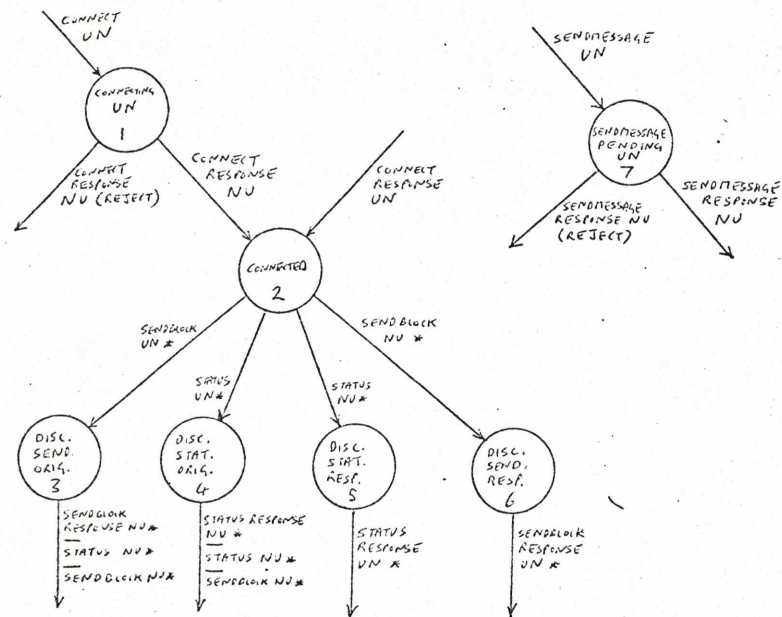 CONNECT
UN
CONNECTING
UN
1
CONNECT
RESPONSE
NU (REJECT)
CONNECT
RESPONSE
NU
CONNECT
RESPONSE
UN
SENDMESSAGE
UN
SENDMESSAGE
PENDING
UN
7
SENDMESSAGE
RESPONSE NU
(REJECT)
SENDMESSAGE
RESPONSE
NU
CONNECTED
2
SENDBLOCK
UN *
STATUS
UN *
STATUS
NU *
SENDBLOCK
NU *
DISC.
SEND.
ORIG.
3
DISC.
STAT.
ORIG.
4
DISC.
STAT.
RESP.
5
DISC.
SEND.
RESP.
6
SENDBLOCK
RESPONSE NU *
STATUS NU *
SENDBLOCK NU *
STATUS RESPONSE
NU *
STATUS NU *
SENDBLOCK NU *
STATUS
RESPONSE
UN *
SENDBLOCK
RESPONSE
UN *